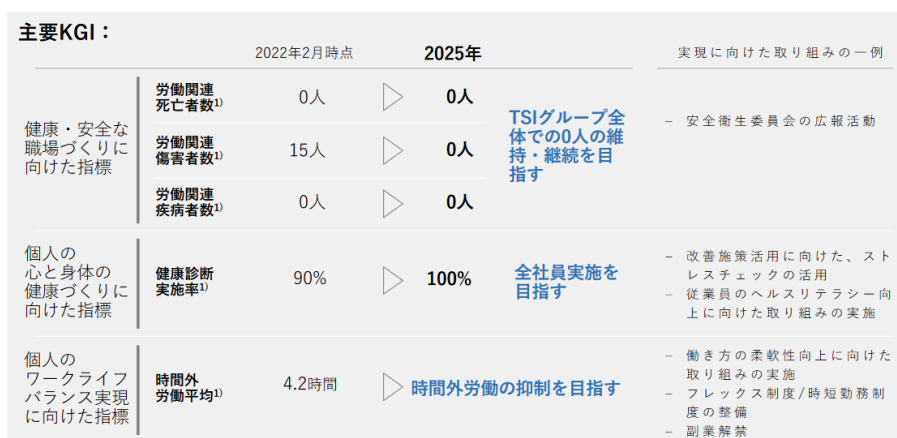 主要KGI：
2022年2月時点
2025年
実現に向けた取り組みの一例
健康・安全な
職場づくりに
向けた指標
労働関連
死亡者数1)
0人
0人
労働関連
傷害者数1)
15人
0人
労働関連
疾病者数1)
0人
0人
TSIグループ全
体での0人の維
持・継続を目
指す
– 安全衛生委員会の広報活動
個人の
心と身体の
健康づくりに
向けた指標
健康診断
実施率1)
90%
100%
全社員実施を
目指す
– 改善施策活用に向けた、スト
レスチェックの活用
– 従業員のヘルスリテラシー向
上に向けた取り組みの実施
個人の
ワークライフ
バランス実現
に向けた指標
時間外
労働平均1)
4.2時間
時間外労働の抑制を目指す
– 働き方の柔軟性向上に向けた
取り組みの実施
– フレックス制度/時短勤務制
度の整備
– 副業解禁